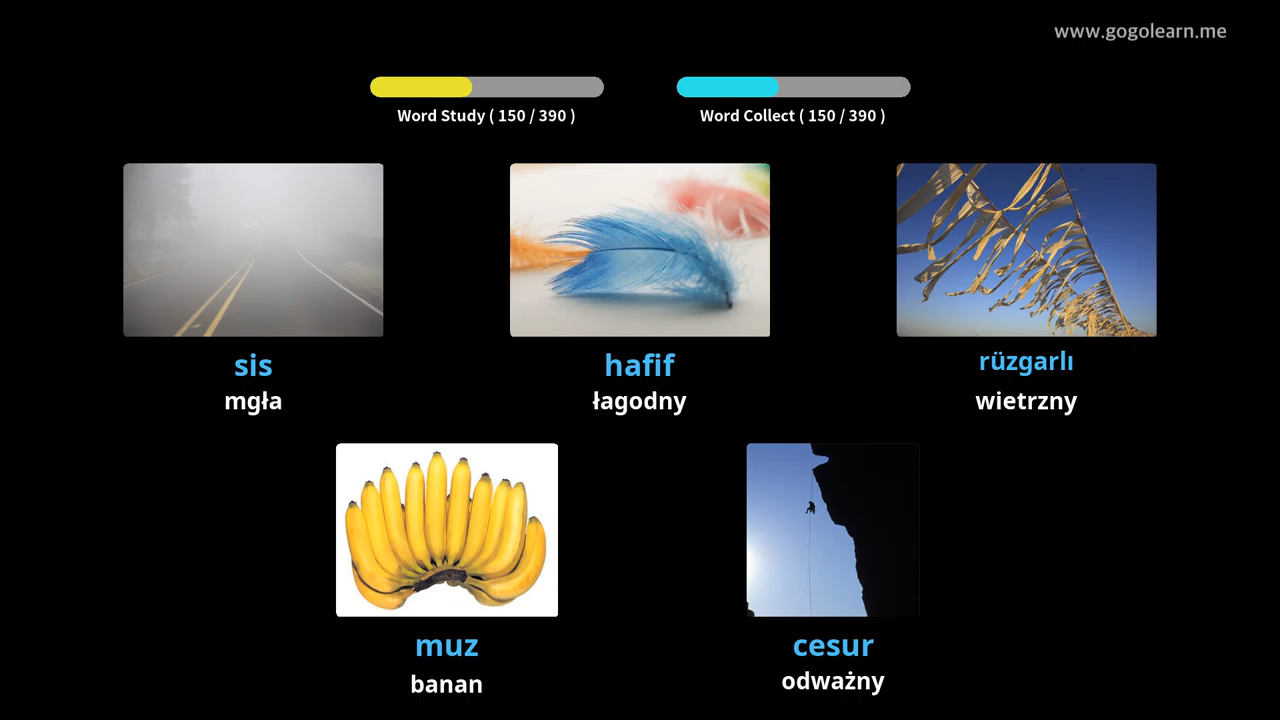 www.gogolearn.me
Word Study ( 150 / 390 )
Word Collect ( 150 / 390 )
sis
mgła
hafif
łagodny
rüzgarlı
wietrzny
muz
banan
cesur
odważny